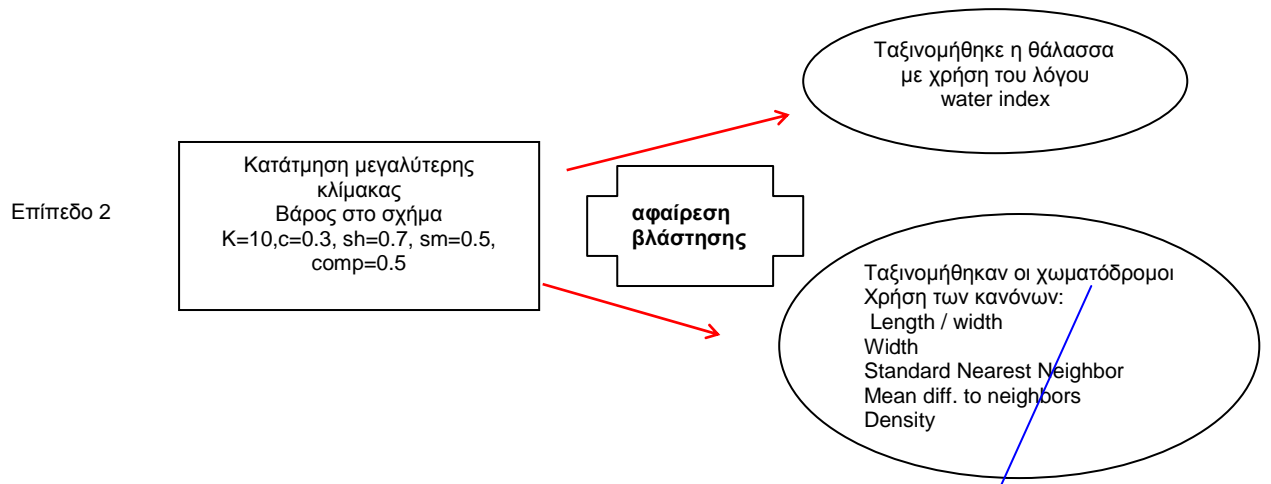 Επίπεδο 2
Κατάτμηση μεγαλύτερης
κλίμακας
Βάρος στο σχήμα
K=10,c=0.3, sh=0.7, sm=0.5,
comp=0.5
αφαίρεση
βλάστησης
Ταξινομήθηκε η θάλασσα
με χρήση του λόγου
water index
Ταξινομήθηκαν οι χωματόδρομοι
Χρήση των κανόνων:
Length / width
Width
Standard Nearest Neighbor
Mean diff. to neighbors
Density